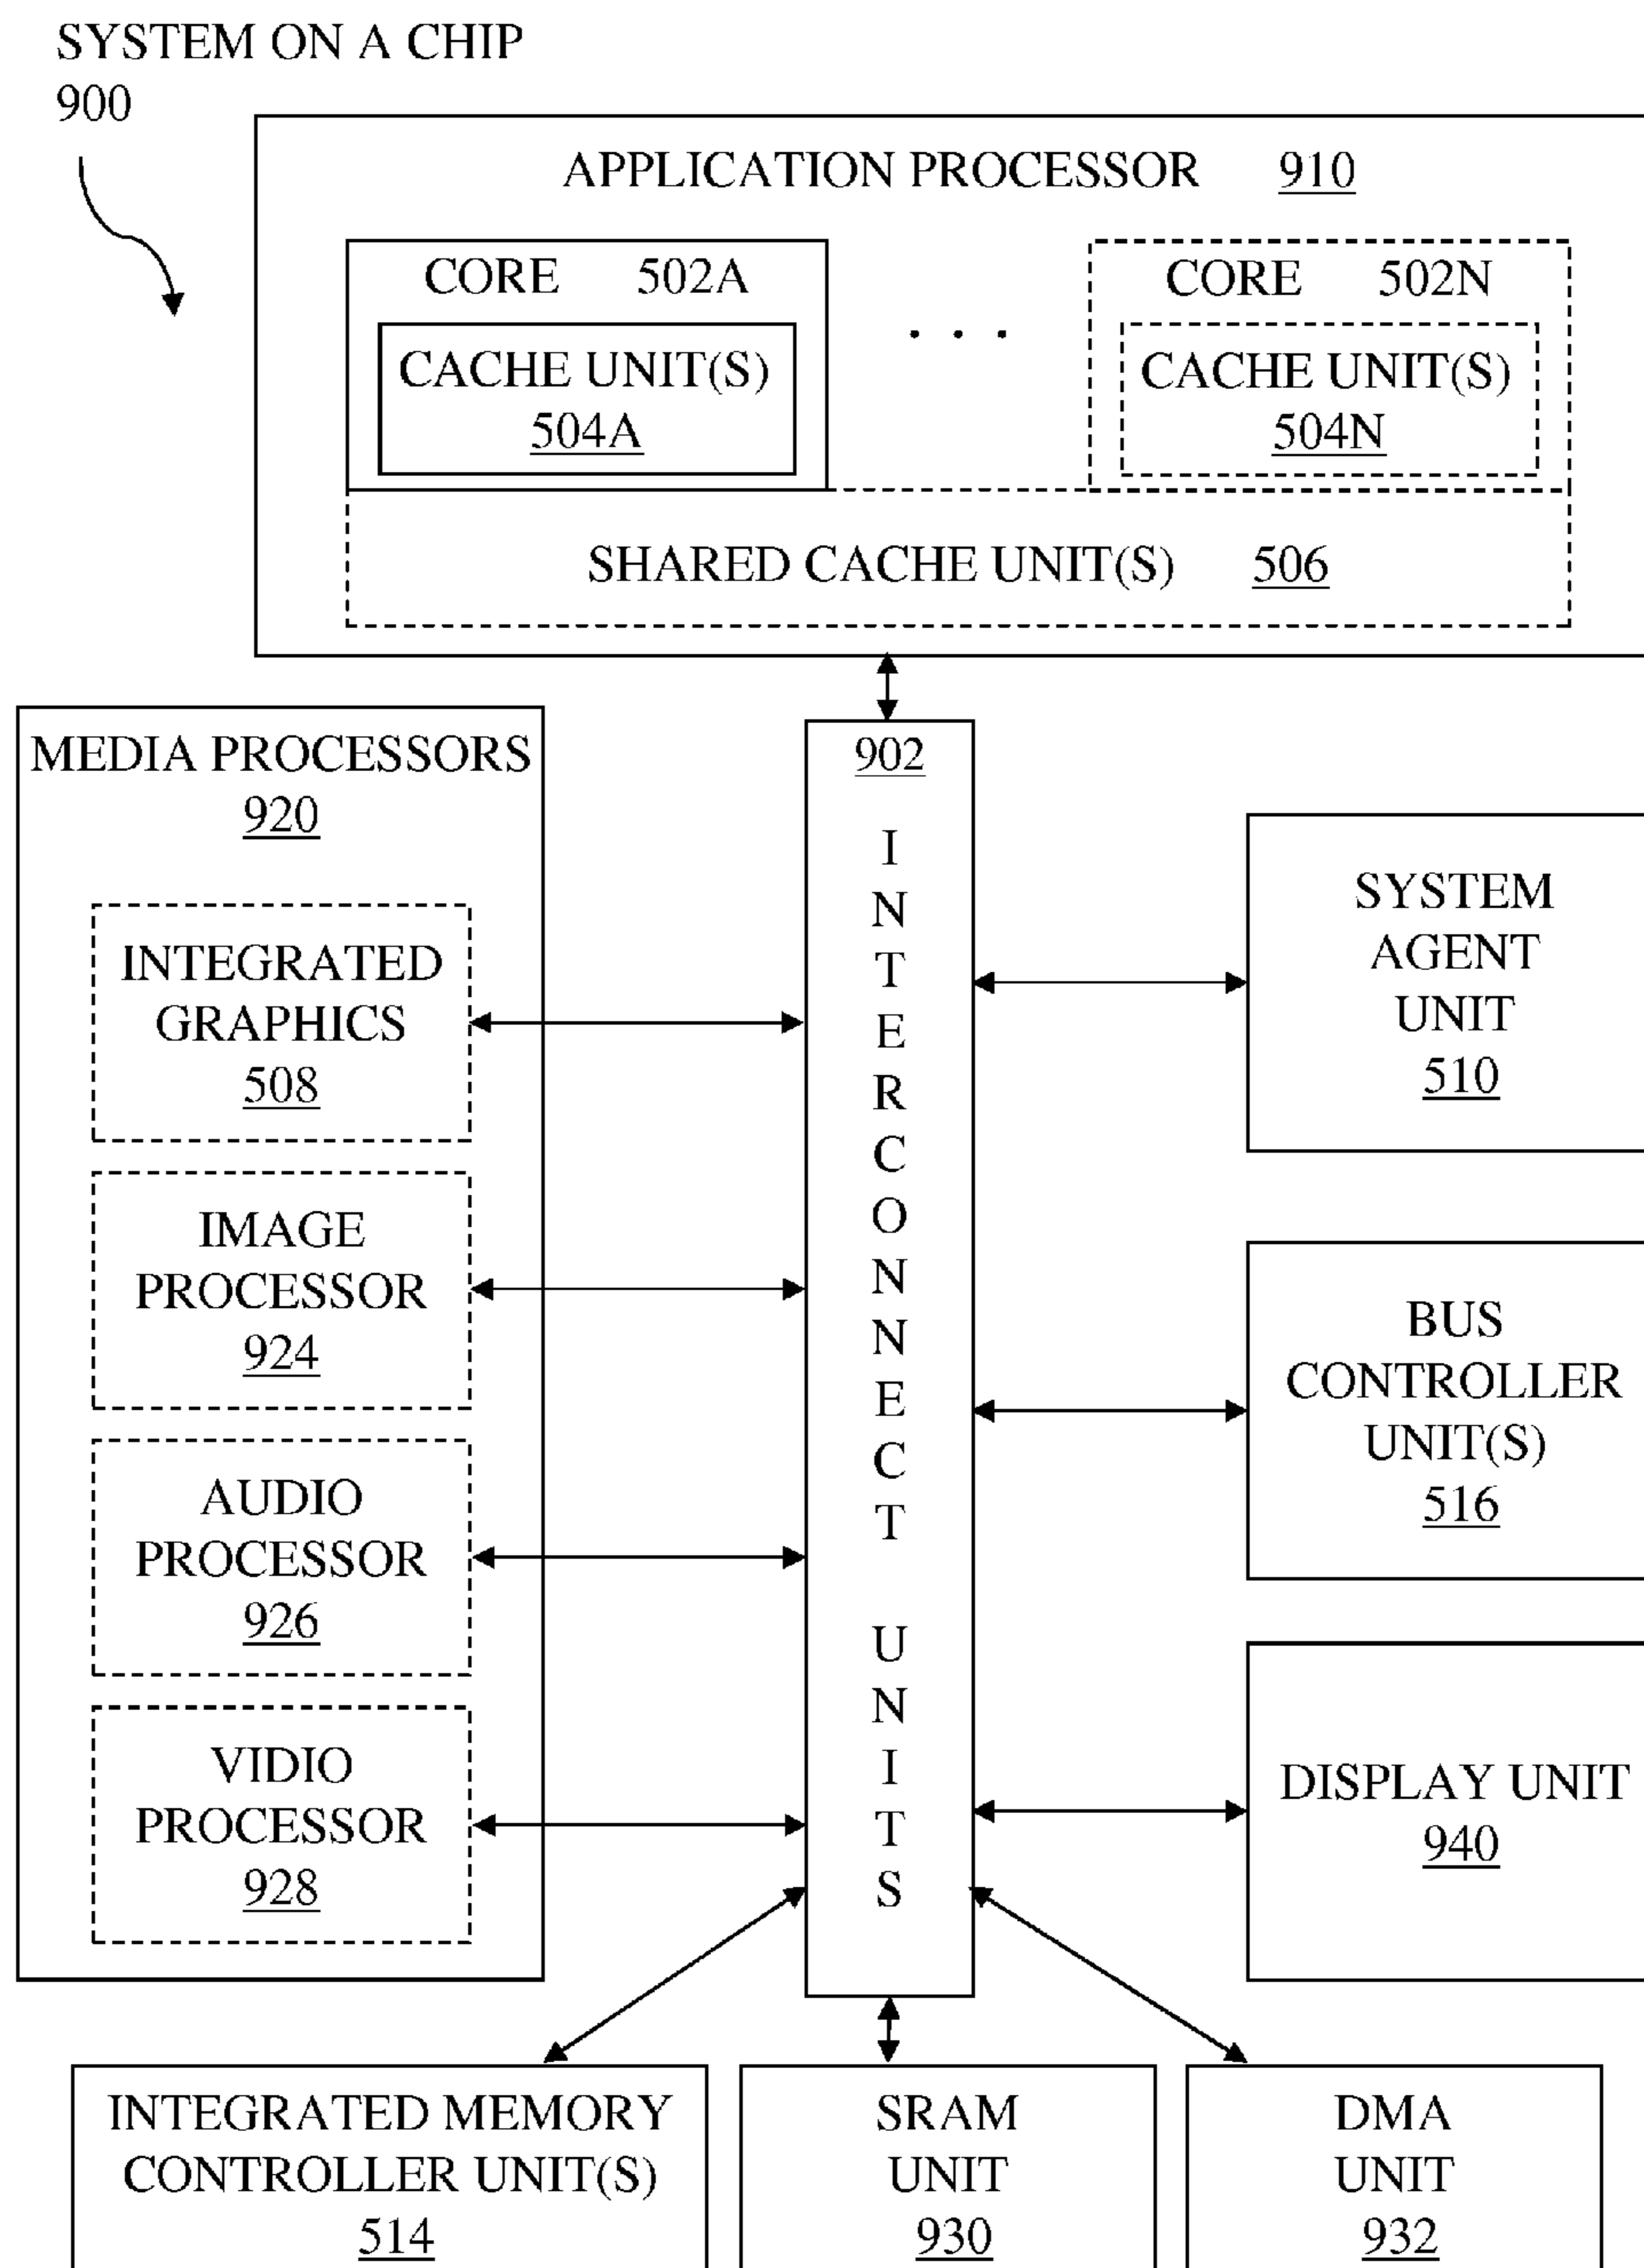 SYSTEM ON A CHIP
900
APPLICATION PROCESSOR 910
CORE 502A
CACHE UNIT(S)
504A
. . .
CORE 502N
CACHE UNIT(S)
504N
SHARED CACHE UNIT(S) 506
MEDIA PROCESSORS
920
INTEGRATED
GRAPHICS
508
IMAGE
PROCESSOR
924
AUDIO
PROCESSOR
926
VIDIO
PROCESSOR
928
902
INTERCONNECT UNITS
SYSTEM
AGENT
UNIT
510
BUS
CONTROLLER
UNIT(S)
516
DISPLAY UNIT
940
INTEGRATED MEMORY
CONTROLLER UNIT(S)
514
SRAM
UNIT
930
DMA
UNIT
932